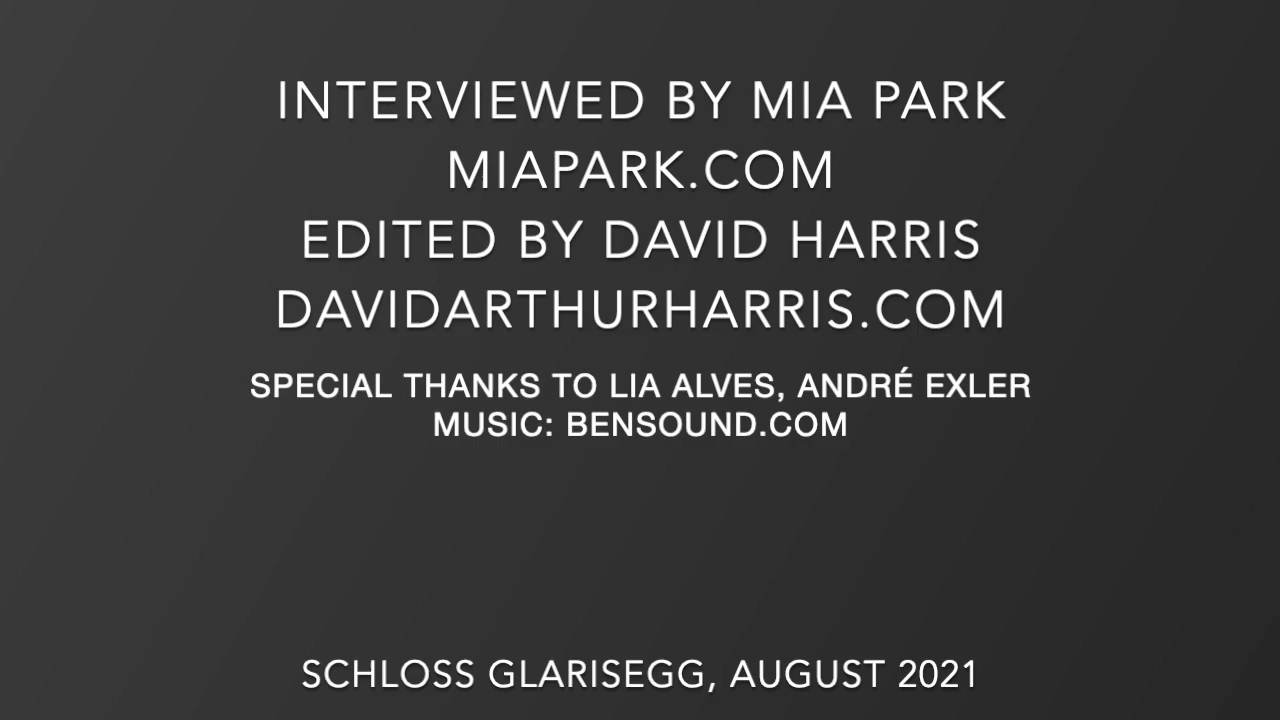 INTERVIEWED BY MIA PARK
MIAPARK.COM
EDITED BY DAVID HARRIS
DAVIDARTHURHARRIS.COM
SPECIAL THANKS TO LIA ALVES, ANDRÉ EXLER
MUSIC: BENSOUND.COM
SCHLOSS GLARISEGG, AUGUST 2021